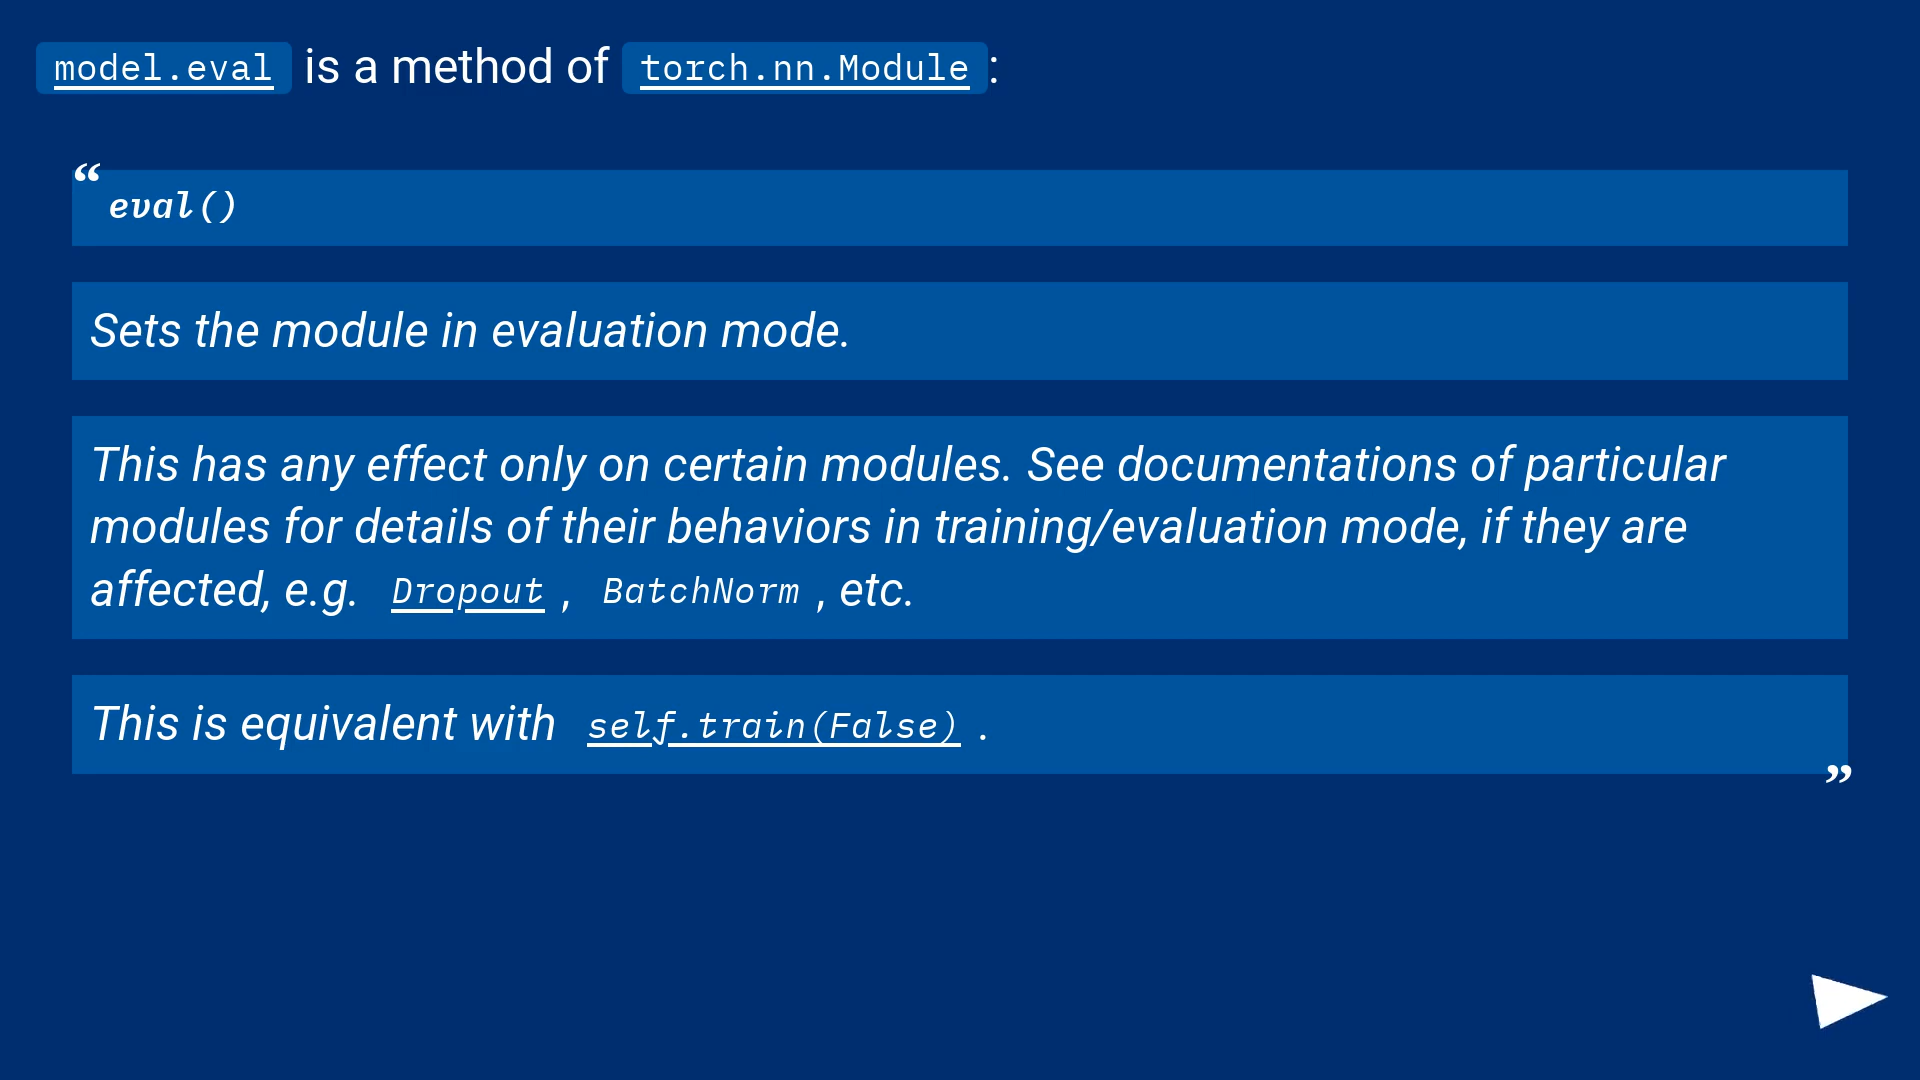 model.eval is a method of torch.nn.Module:
“
eval()
Sets the module in evaluation mode.
This has any effect only on certain modules. See documentations of particular
modules for details of their behaviors in training/evaluation mode, if they are
affected, e.g. Dropout , BatchNorm , etc.
This is equivalent with self.train(False) .
”